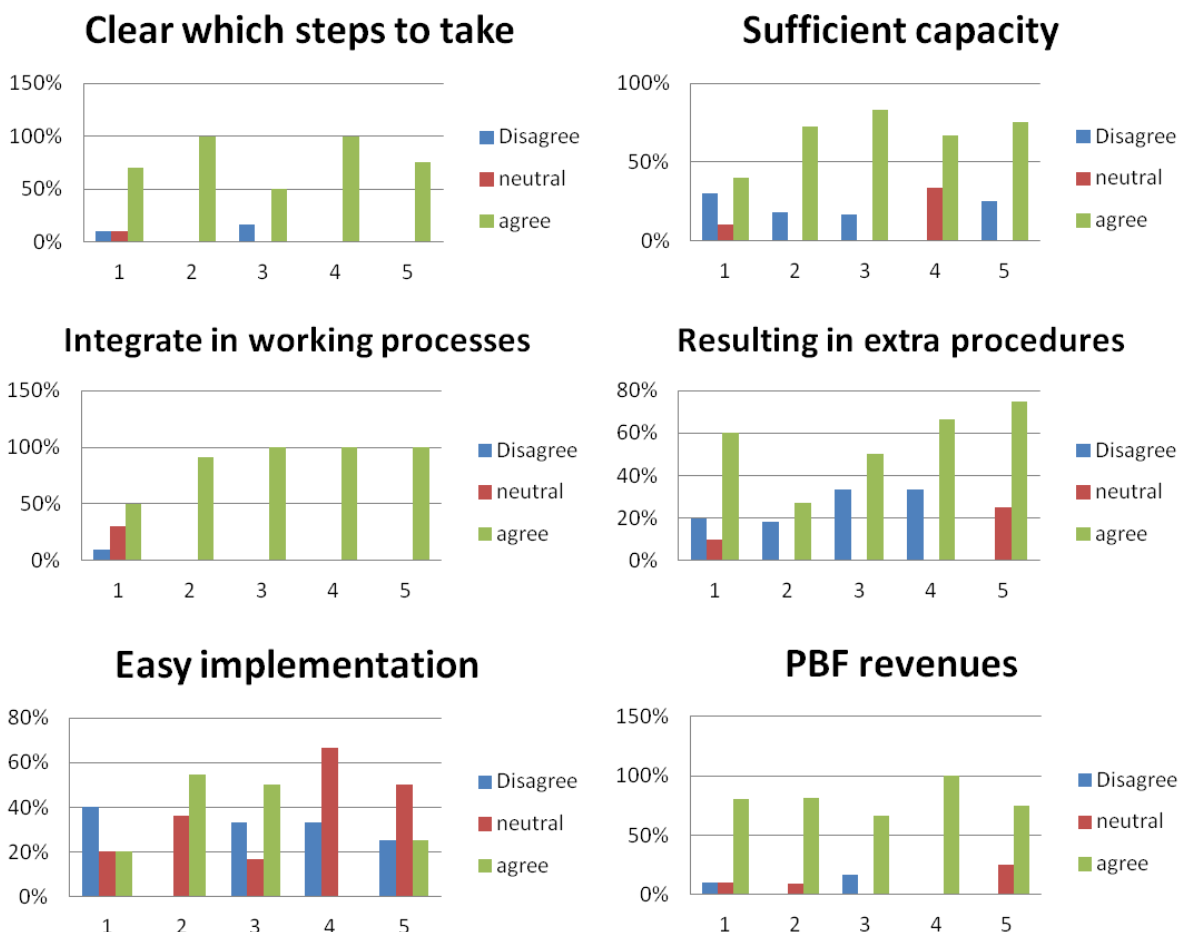 Clear which steps to take
150%
100%
50%
0%
1 2 3 4 5
Disagree
neutral
agree
Sufficient capacity
100%
50%
0%
1 2 3 4 5
Disagree
neutral
agree
Integrate in working processes
150%
100%
50%
0%
1 2 3 4 5
Disagree
neutral
agree
Resulting in extra procedures
80%
60%
40%
20%
0%
1 2 3 4 5
Disagree
neutral
agree
Easy implementation
80%
60%
40%
20%
0%
1 2 3 4 5
Disagree
neutral
agree
PBF revenues
150%
100%
50%
0%
1 2 3 4 5
Disagree
neutral
agree